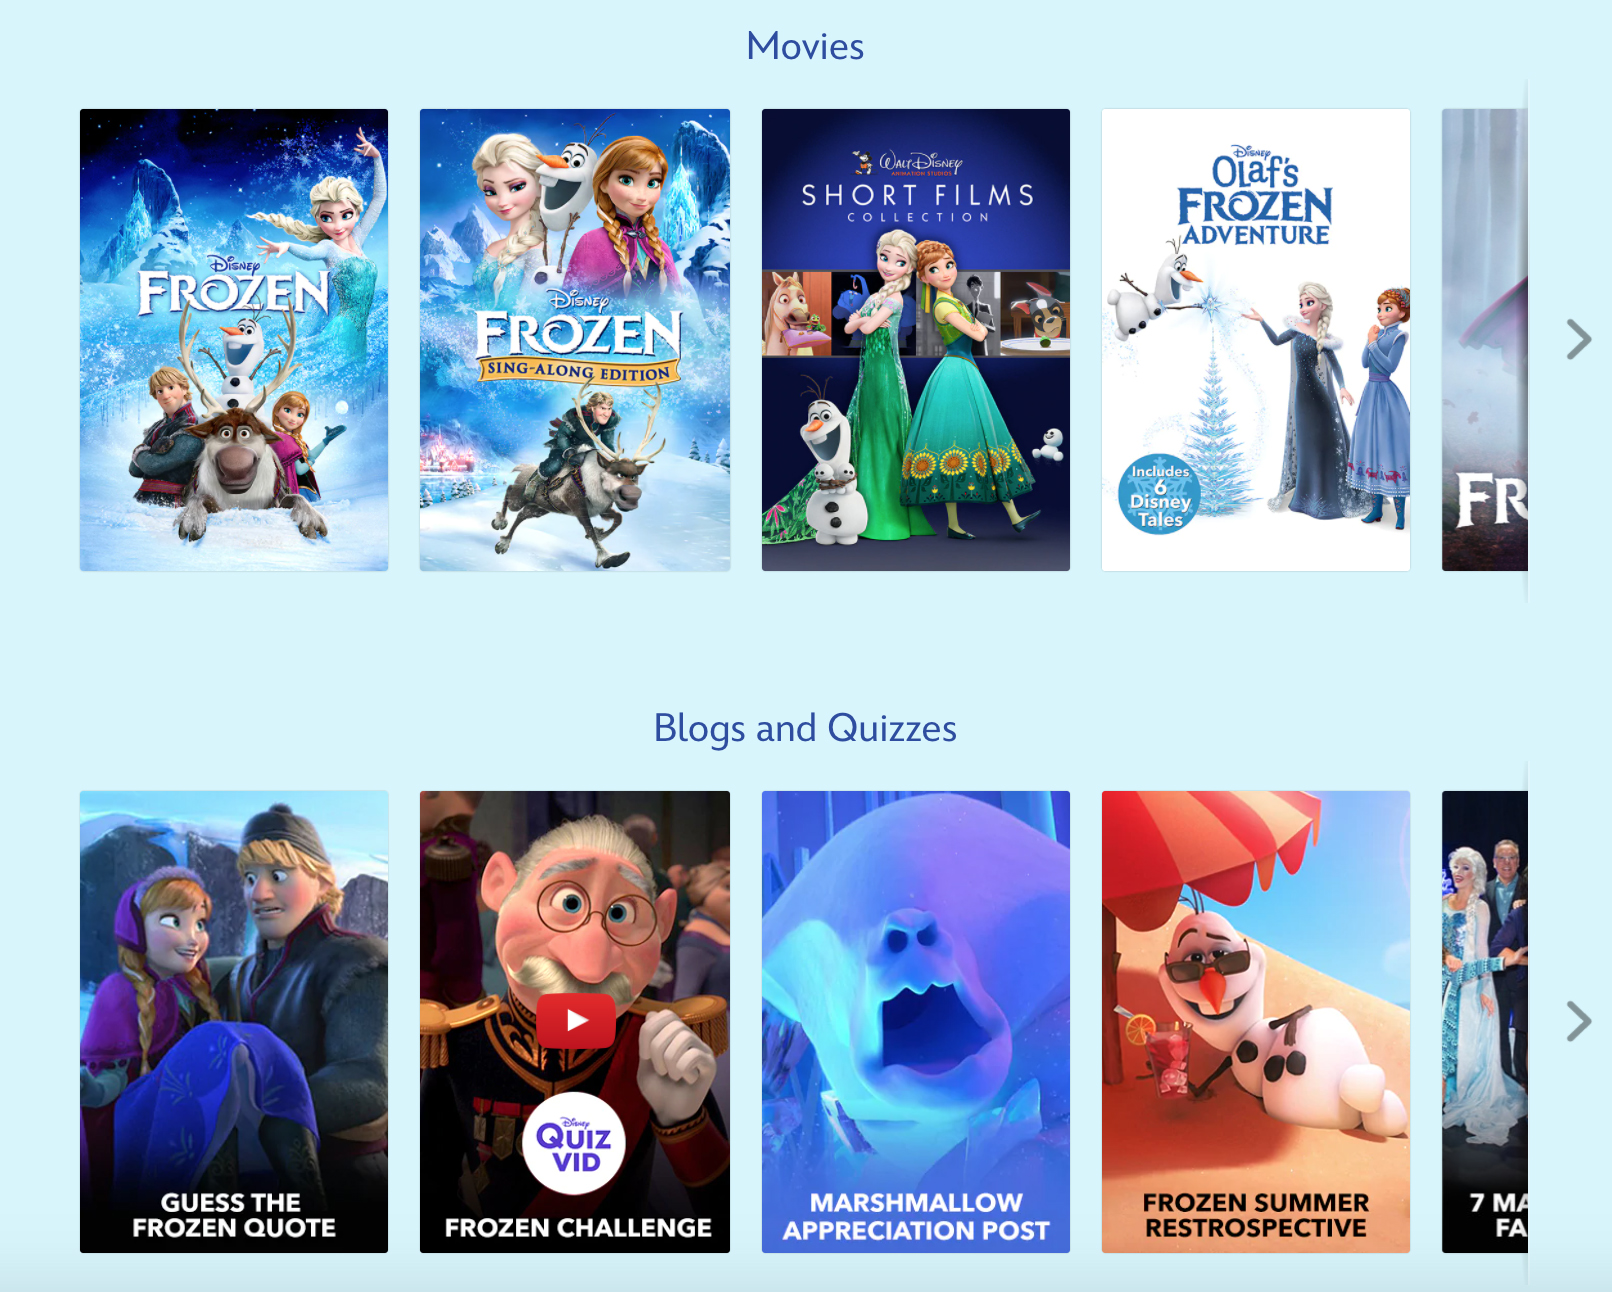 Movies
Disney
FROZEN
Disney
FROZEN
SING-ALONG EDITION
WALT DISNEY
ANIMATION STUDIOS
SHORT FILMS
COLLECTION
Disney
Olaf's
FROZEN
ADVENTURE
Includes
6
Disney
Tales
FR
Blogs and Quizzes
GUESS THE
FROZEN QUOTE
Disney
QUIZ
VID
FROZEN CHALLENGE
MARSHMALLOW
APPRECIATION POST
FROZEN SUMMER
RESTROSPECTIVE
7 MA
FA